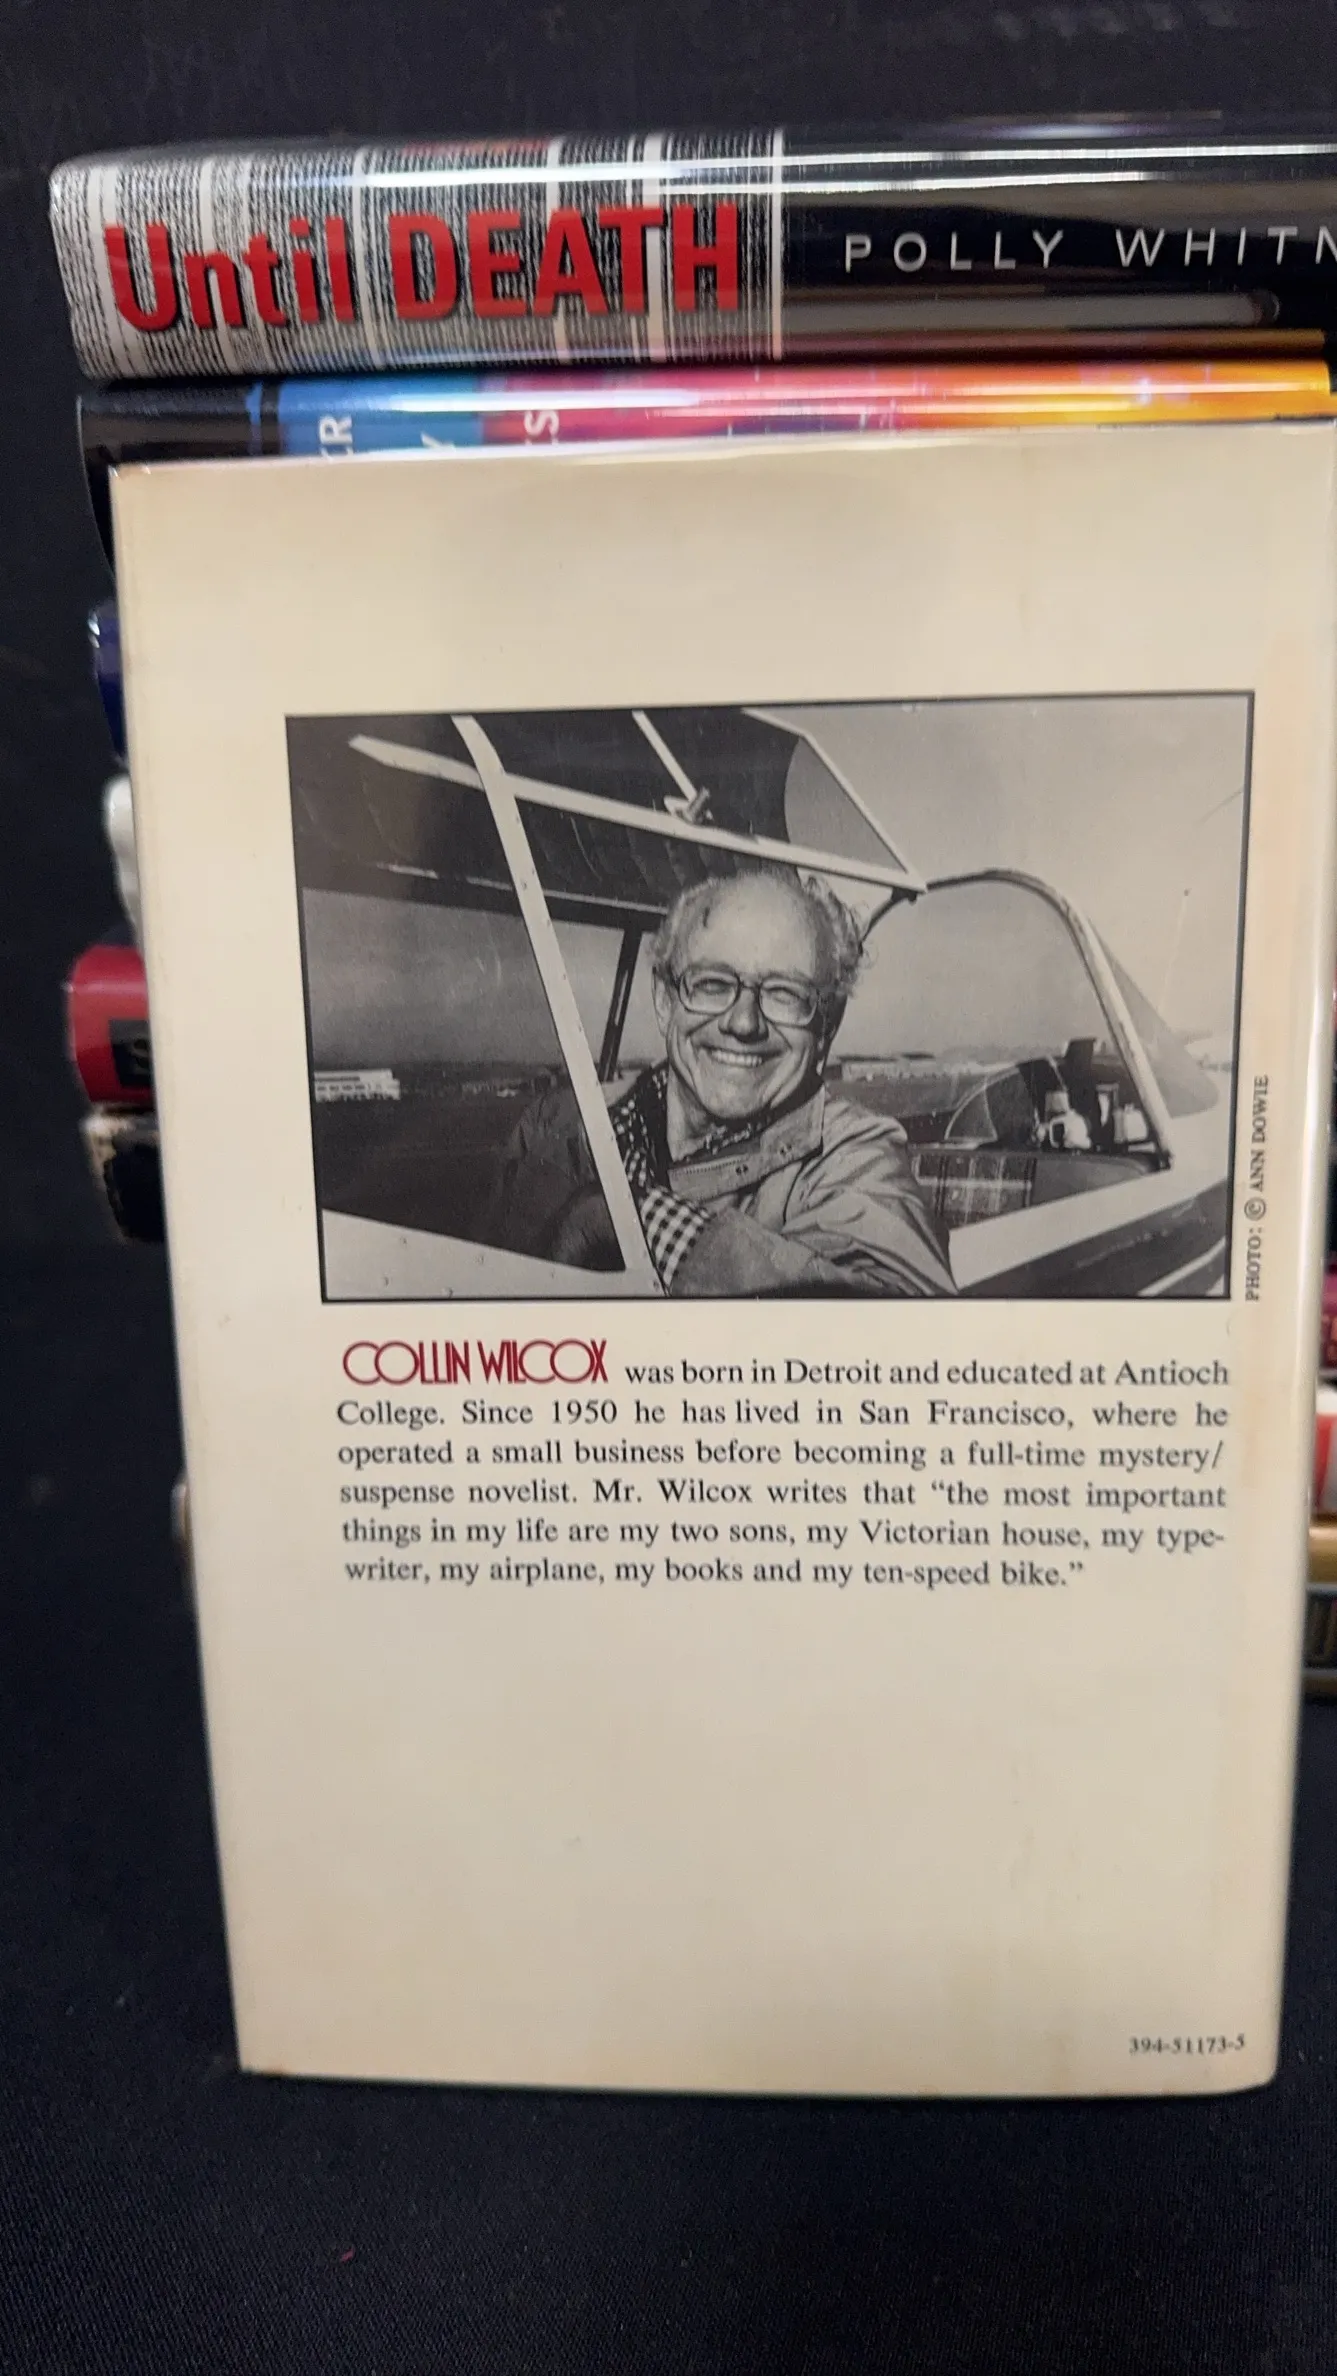 Until DEATH POLLY WHITN
ER
Y
KS
PHOTO: © ANN DOWIE
COLLIN WILCOX was born in Detroit and educated at Antioch
College. Since 1950 he has lived in San Francisco, where he
operated a small business before becoming a full-time mystery/
suspense novelist. Mr. Wilcox writes that “the most important
things in my life are my two sons, my Victorian house, my type-
writer, my airplane, my books and my ten-speed bike.”
394-51173-5